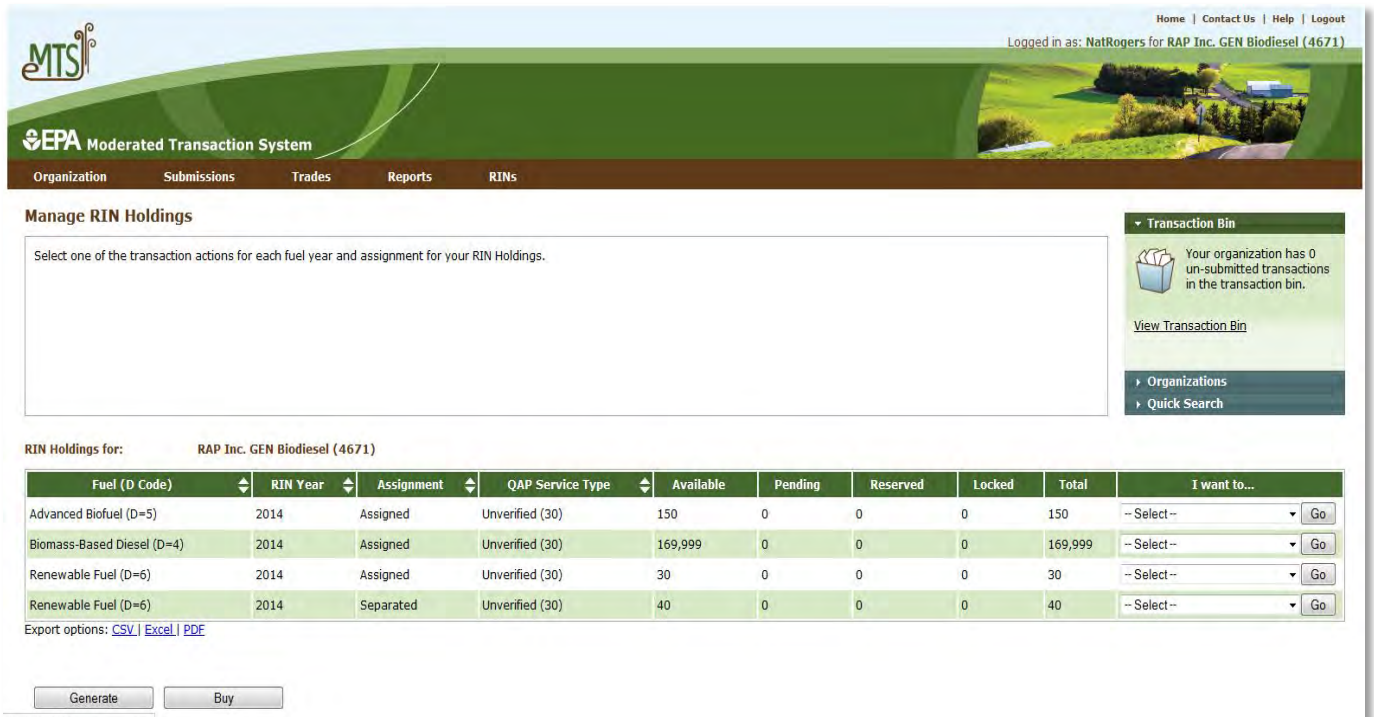 Home | Contact Us | Help | Logout
Logged in as: NatRogers for RAP Inc. GEN Biodiesel (4671)
eMTS
EPA Moderated Transaction System
Organization Submissions Trades Reports RINs
Manage RIN Holdings
Select one of the transaction actions for each fuel year and assignment for your RIN Holdings.
Transaction Bin
Your organization has 0
un-submitted transactions
in the transaction bin.
View Transaction Bin
Organizations
Quick Search
RIN Holdings for: RAP Inc. GEN Biodiesel (4671)
Fuel (D Code) RIN Year Assignment QAP Service Type Available Pending Reserved Locked Total I want to...
Advanced Biofuel (D=5) 2014 Assigned Unverified (30) 150 0 0 0 150 -- Select -- Go
Biomass-Based Diesel (D=4) 2014 Assigned Unverified (30) 169,999 0 0 0 169,999 -- Select -- Go
Renewable Fuel (D=6) 2014 Assigned Unverified (30) 30 0 0 0 30 -- Select -- Go
Renewable Fuel (D=6) 2014 Separated Unverified (30) 40 0 0 0 40 -- Select -- Go
Export options: CSV | Excel | PDF
Generate Buy